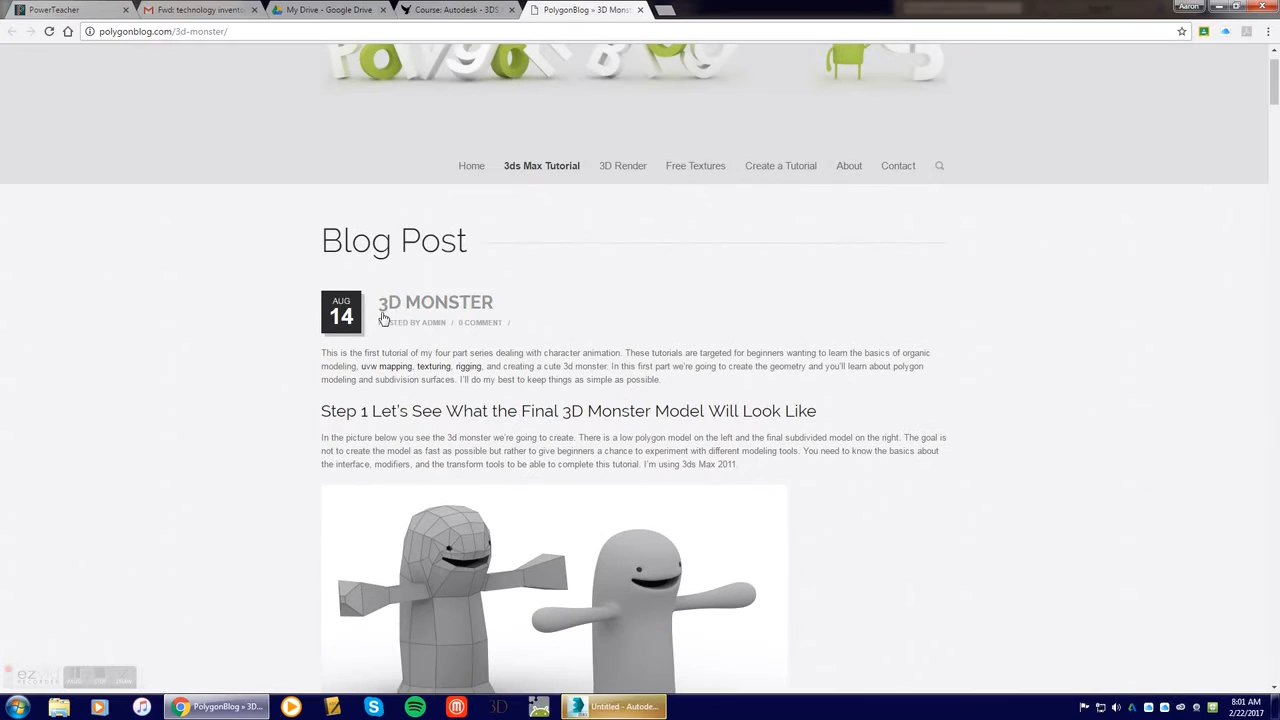 PowerTeacher
Fwd: technology invento
My Drive - Google Drive
Course: Autodesk - 3DS
PolygonBlog » 3D Monst
Aaron
polygonblog.com/3d-monster/
Home 3ds Max Tutorial 3D Render Free Textures Create a Tutorial About Contact
Blog Post
AUG
14
3D MONSTER
POSTED BY ADMIN / 0 COMMENT /
This is the first tutorial of my four part series dealing with character animation. These tutorials are targeted for beginners wanting to learn the basics of organic
modeling, uvw mapping, texturing, rigging, and creating a cute 3d monster. In this first part we're going to create the geometry and you'll learn about polygon
modeling and subdivision surfaces. I'll do my best to keep things as simple as possible.
Step 1 Let's See What the Final 3D Monster Model Will Look Like
In the picture below you see the 3d monster we're going to create. There is a low polygon model on the left and the final subdivided model on the right. The goal is
not to create the model as fast as possible but rather to give beginners a chance to experiment with different modeling tools. You need to know the basics about
the interface, modifiers, and the transform tools to be able to complete this tutorial. I'm using 3ds Max 2011.
ez
PolygonBlog » 3D...
3D
Untitled - Autode...
8:01 AM
2/22/2017